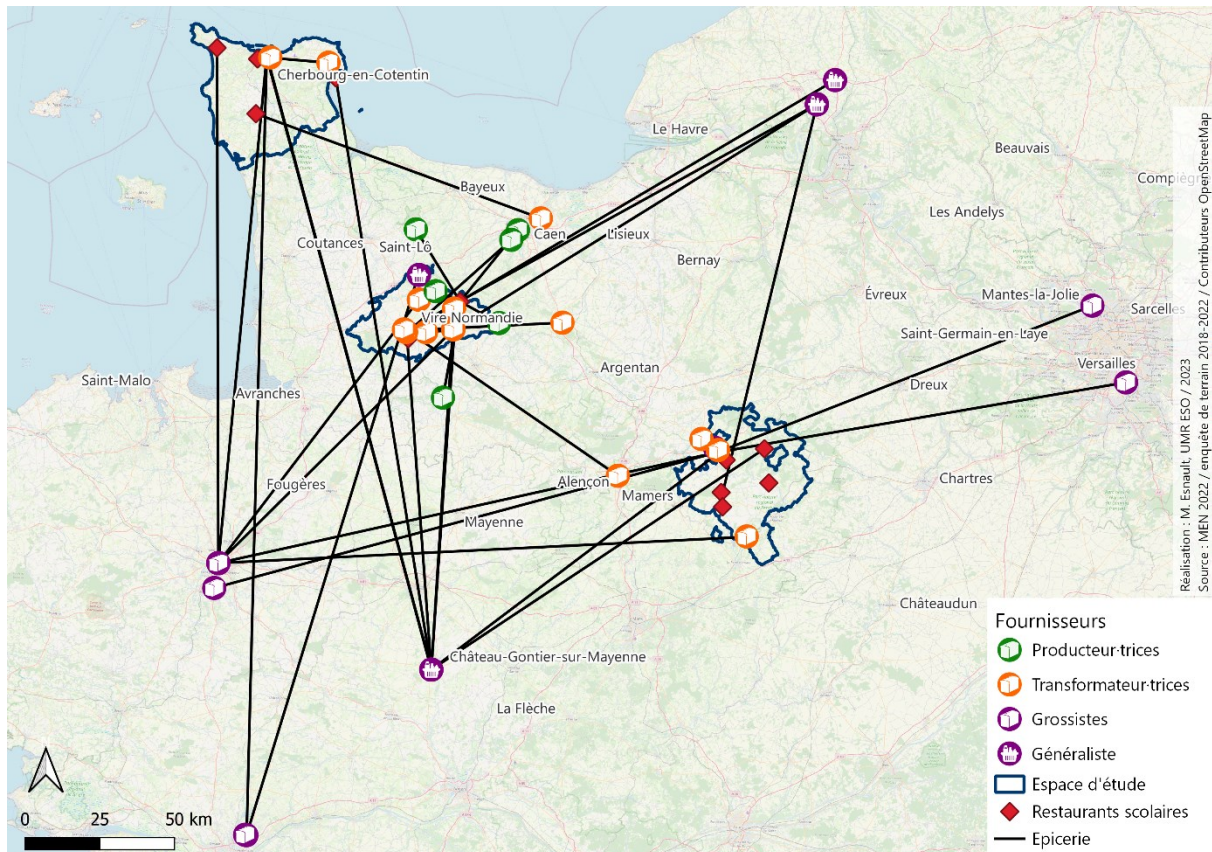 Cherbourg-en-Cotentin
Le Havre
Beauvais
Compièg
Bayeux
Les Andelys
Coutances
Saint-Lô
Caen
Lisieux
Bernay
Évreux
Mantes-la-Jolie
Sarcelles
Vire Normandie
Saint-Germain-en-Laye
Versailles
Saint-Malo
Argentan
Dreux
Avranches
Fougères
Alençon
Mamers
Chartres
Mayenne
Châteaudun
Château-Gontier-sur-Mayenne
La Flèche
Réalisation : M. Esnault, UMR ESO / 2023
Source : MEN 2022 / enquête de terrain 2018-2022 / Contributeurs OpenStreetMap
Fournisseurs
Producteur·trices
Transformateur·trices
Grossistes
Généraliste
Espace d'étude
Restaurants scolaires
Epicerie
0 25 50 km